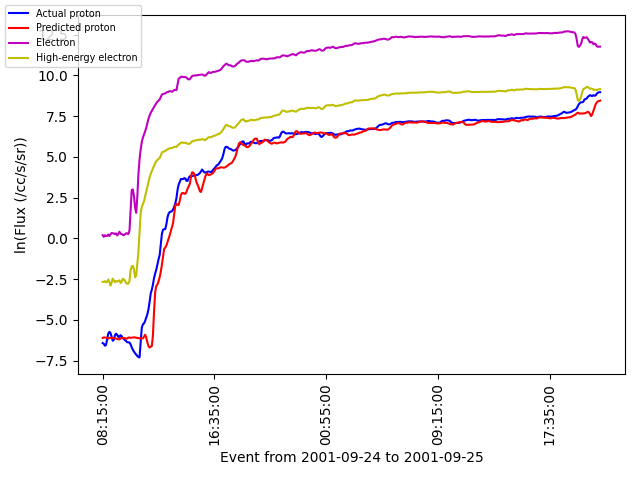 Actual proton
Predicted proton
Electron
High-energy electron
12.5
10.0
7.5
5.0
2.5
0.0
−2.5
−5.0
−7.5
ln(Flux (/cc/s/sr))
08:15:00
16:35:00
00:55:00
09:15:00
17:35:00
Event from 2001-09-24 to 2001-09-25